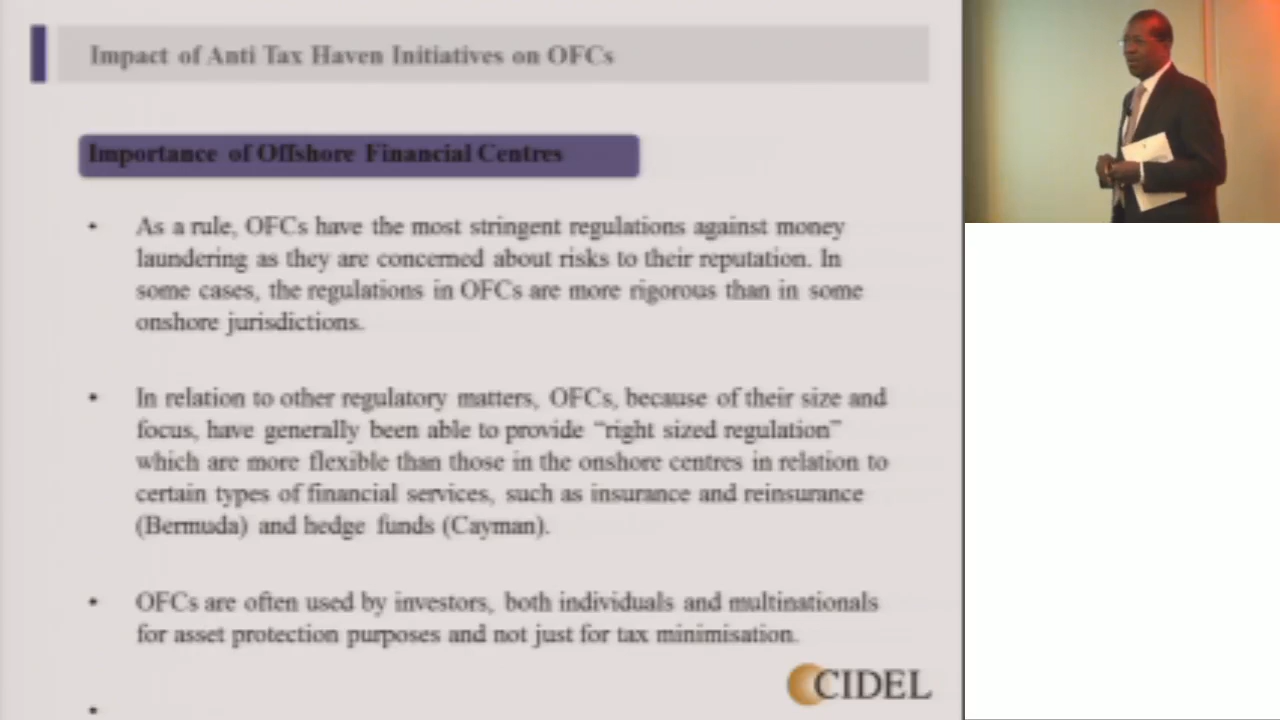 Impact of Anti Tax Haven Initiatives on OFCs
Importance of Offshore Financial Centres
• As a rule, OFCs have the most stringent regulations against money
laundering as they are concerned about risks to their reputation. In
some cases, the regulations in OFCs are more rigorous than in some
onshore jurisdictions.
• In relation to other regulatory matters, OFCs, because of their size and
focus, have generally been able to provide “right sized regulation”
which are more flexible than those in the onshore centres in relation to
certain types of financial services, such as insurance and reinsurance
(Bermuda) and hedge funds (Cayman).
• OFCs are often used by investors, both individuals and multinationals
for asset protection purposes and not just for tax minimisation.
CIDEL
•